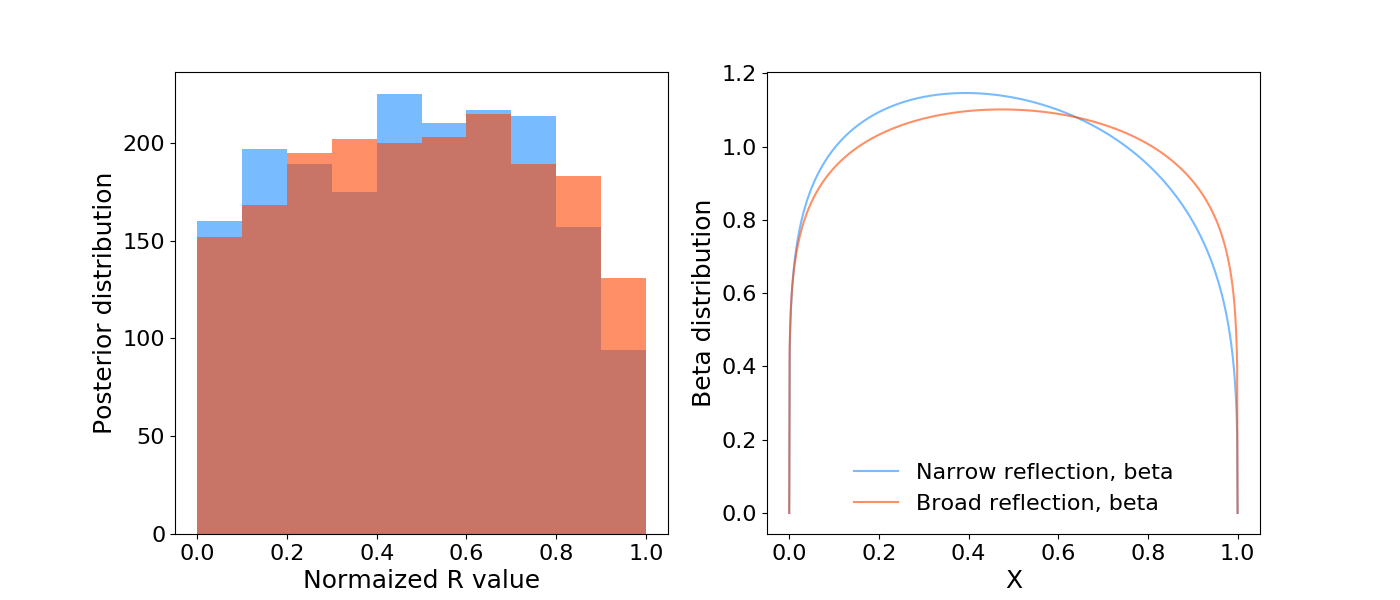 Posterior distribution
200
150
100
50
0
0.0 0.2 0.4 0.6 0.8 1.0
Normaized R value
Beta distribution
1.2
1.0
0.8
0.6
0.4
0.2
0.0
Narrow reflection, beta
Broad reflection, beta
0.0 0.2 0.4 0.6 0.8 1.0
X